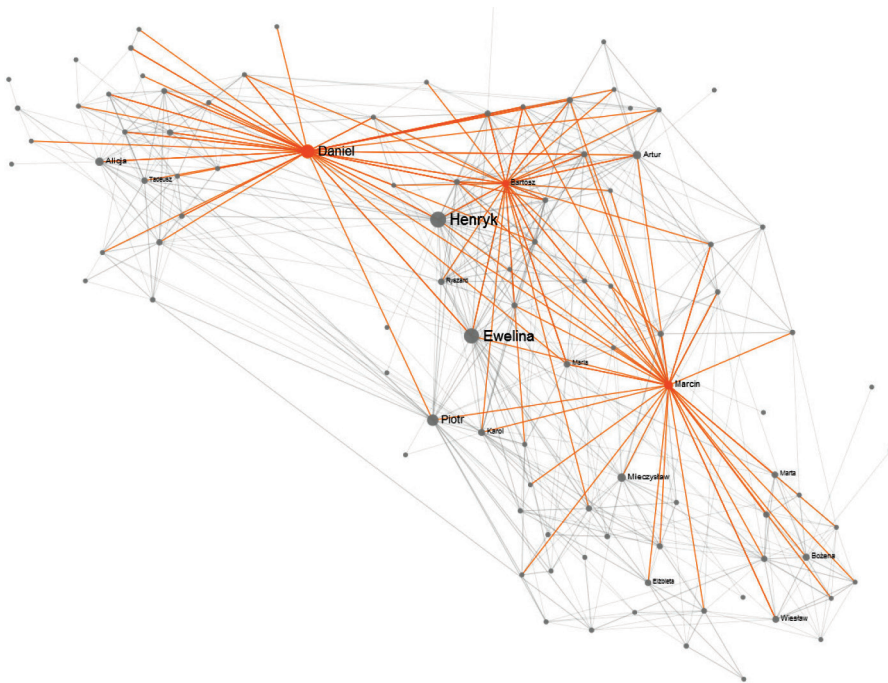 Daniel
Artur
Alicja
Tadeusz
Bartosz
Henryk
Ryszard
Ewelina
Maria
Marcin
Piotr
Karol
Mieczysław
Marta
Bożena
Elżbieta
Wiesław